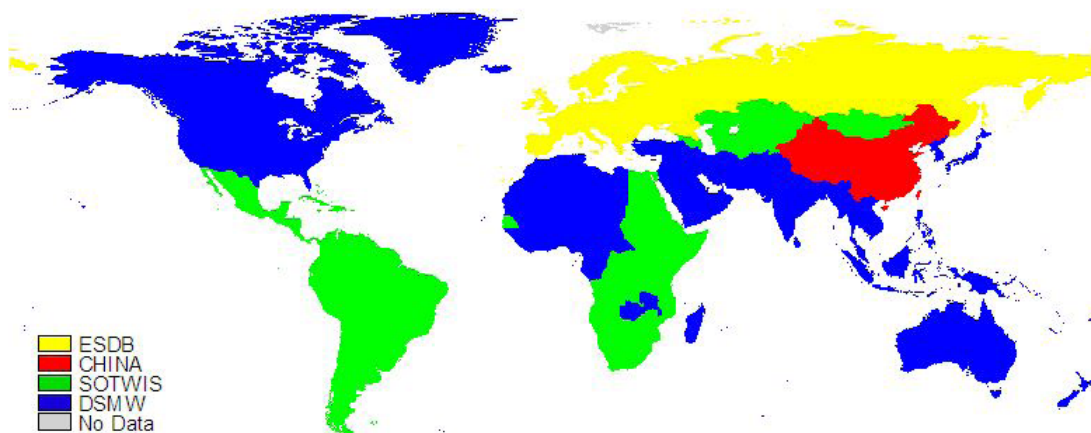 ESDB
CHINA
SOTWIS
DSMW
No Data